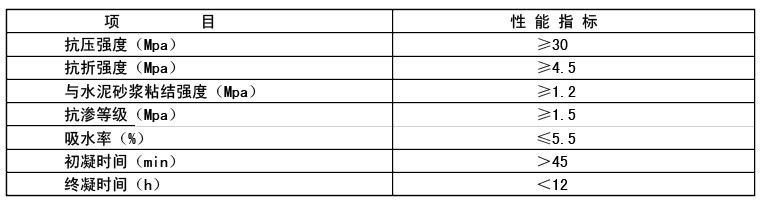 项 目 性 能 指 标
抗压强度（Mpa） ≥30
抗折强度（Mpa） ≥4.5
与水泥砂浆粘结强度（Mpa） ≥1.2
抗渗等级（Mpa） ≥1.5
吸水率（%） ≤5.5
初凝时间（min） >45
终凝时间（h） <12